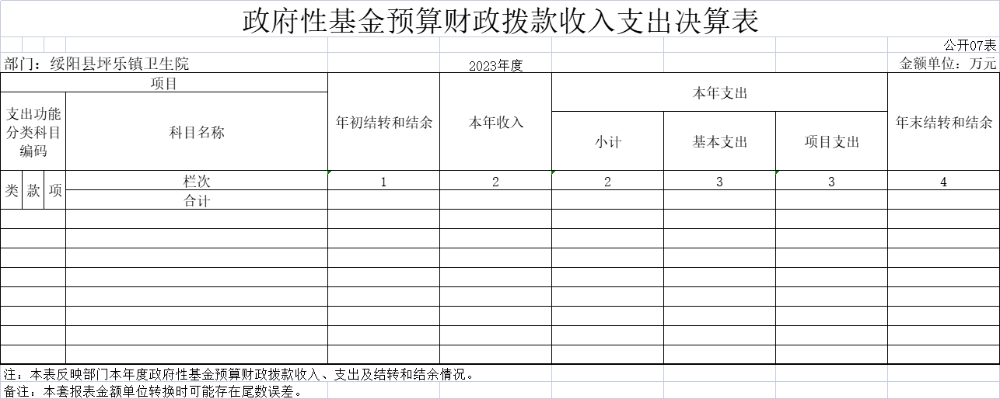 政府性基金预算财政拨款收入支出决算表
公开07表
部门：绥阳县坪乐镇卫生院 2023年度 金额单位：万元
项目 年初结转和结余 本年收入 本年支出 年末结转和结余
支出功能
分类科目
编码
科目名称 小计 基本支出 项目支出
类 款 项 栏次 1 2 2 3 3 4
合计
注：本表反映部门本年度政府性基金预算财政拨款收入、支出及结转和结余情况。
备注：本套报表金额单位转换时可能存在尾数误差。